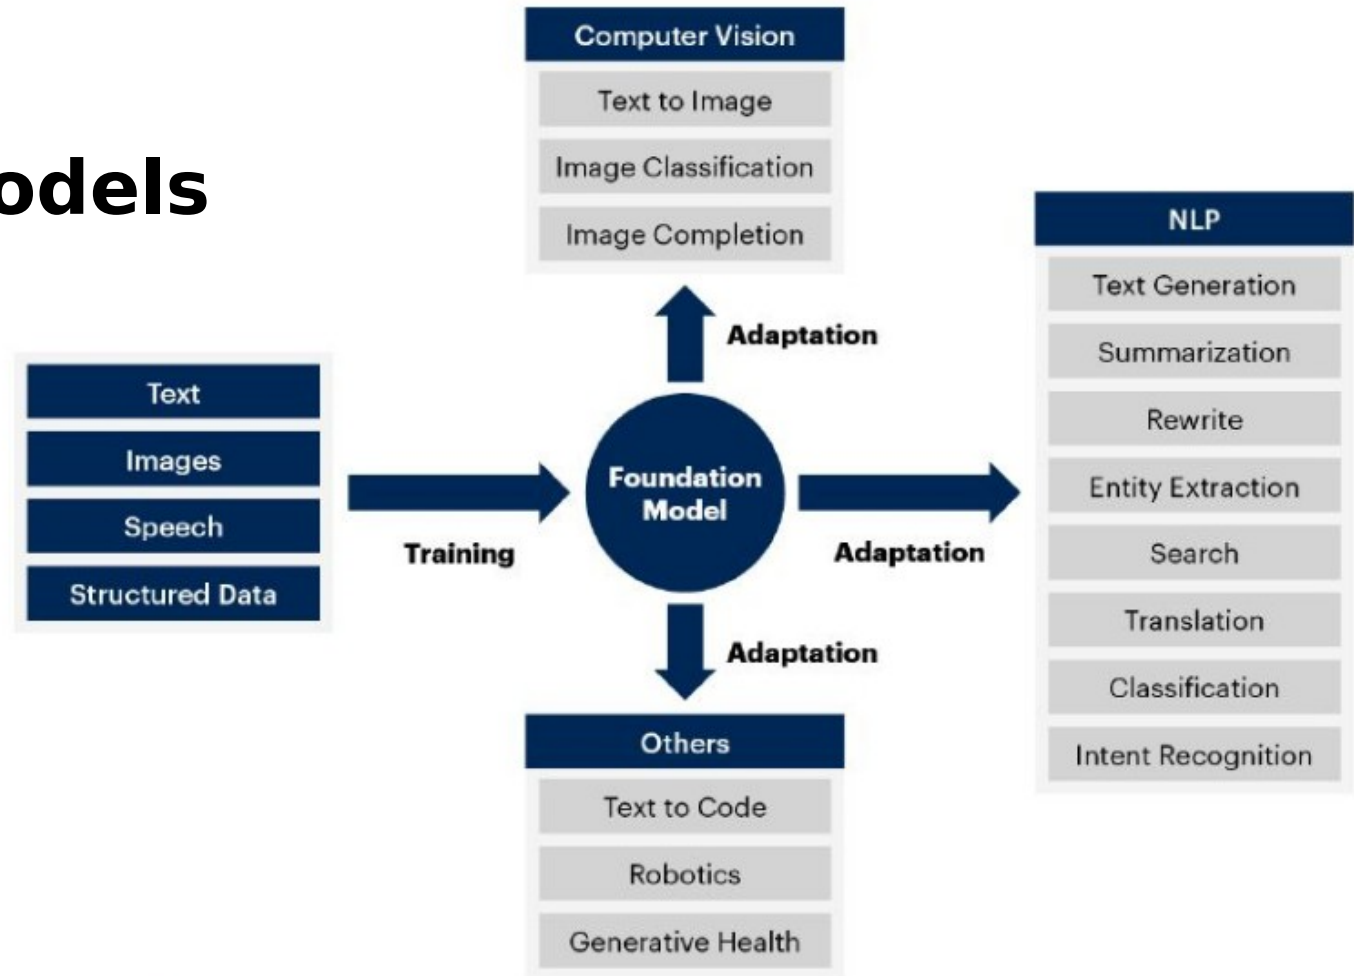 odels
Computer Vision
Text to Image
Image Classification
Image Completion
Adaptation
Text
Images
Speech
Structured Data
Training
Foundation
Model
Adaptation
NLP
Text Generation
Summarization
Rewrite
Entity Extraction
Search
Translation
Classification
Intent Recognition
Adaptation
Others
Text to Code
Robotics
Generative Health